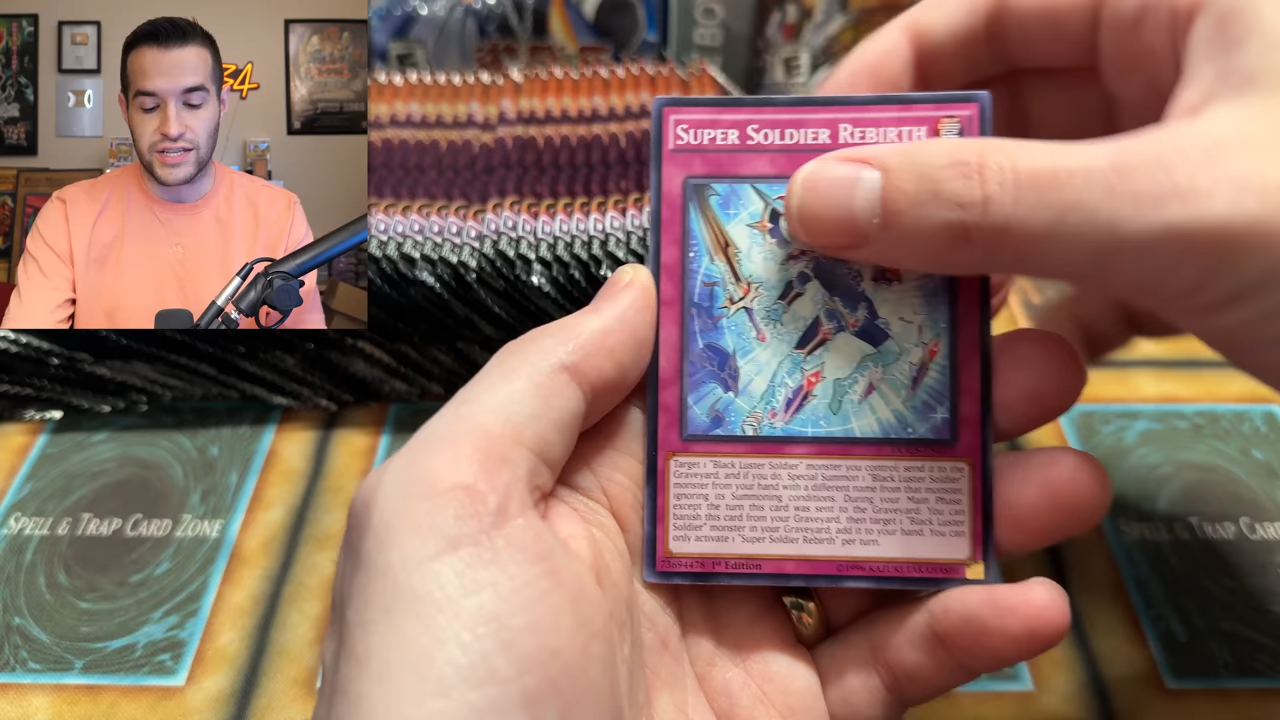 34
BOX
E
E
SUPER SOLDIER REBIRTH
Target 1 "Black Luster Soldier" monster you control; send it to the
Graveyard, and if you do, Special Summon 1 "Black Luster Soldier"
monster from your hand with a different name from that monster,
ignoring its Summoning conditions. During your Main Phase,
except the turn this card was sent to the Graveyard: You can
banish this card from your Graveyard, then target 1 "Black Luster
Soldier" monster in your Graveyard; add it to your hand. You can
only activate 1 "Super Soldier Rebirth" per turn.
73694478 1st Edition
©1996 KAZUKI TAKAHASHI
SPELL & TRAP CARD ZONE
SPELL & TRAP CARD